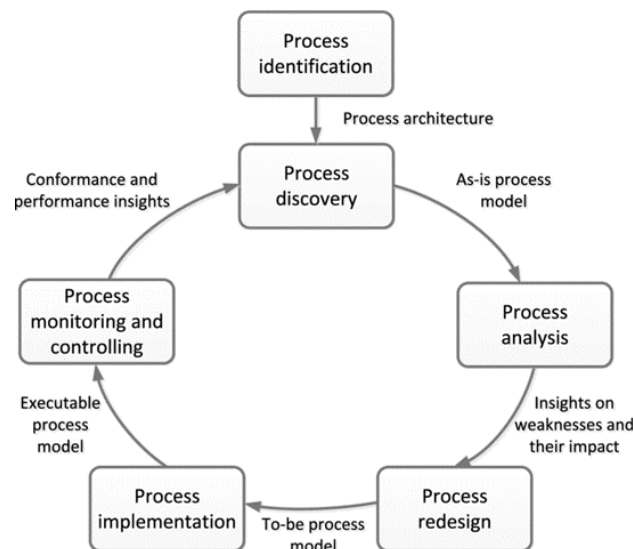 Process
identification
Process architecture
Process
discovery
As-is process
model
Process
analysis
Insights on
weaknesses and
their impact
Process
redesign
To-be process
model
Process
implementation
Executable
process
model
Process
monitoring and
controlling
Conformance and
performance insights